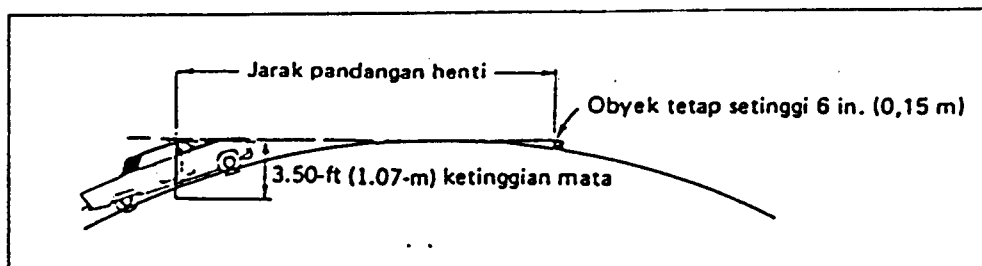 Jarak pandangan henti
Obyek tetap setinggi 6 in. (0,15 m)
3.50-ft (1.07-m) ketinggian mata